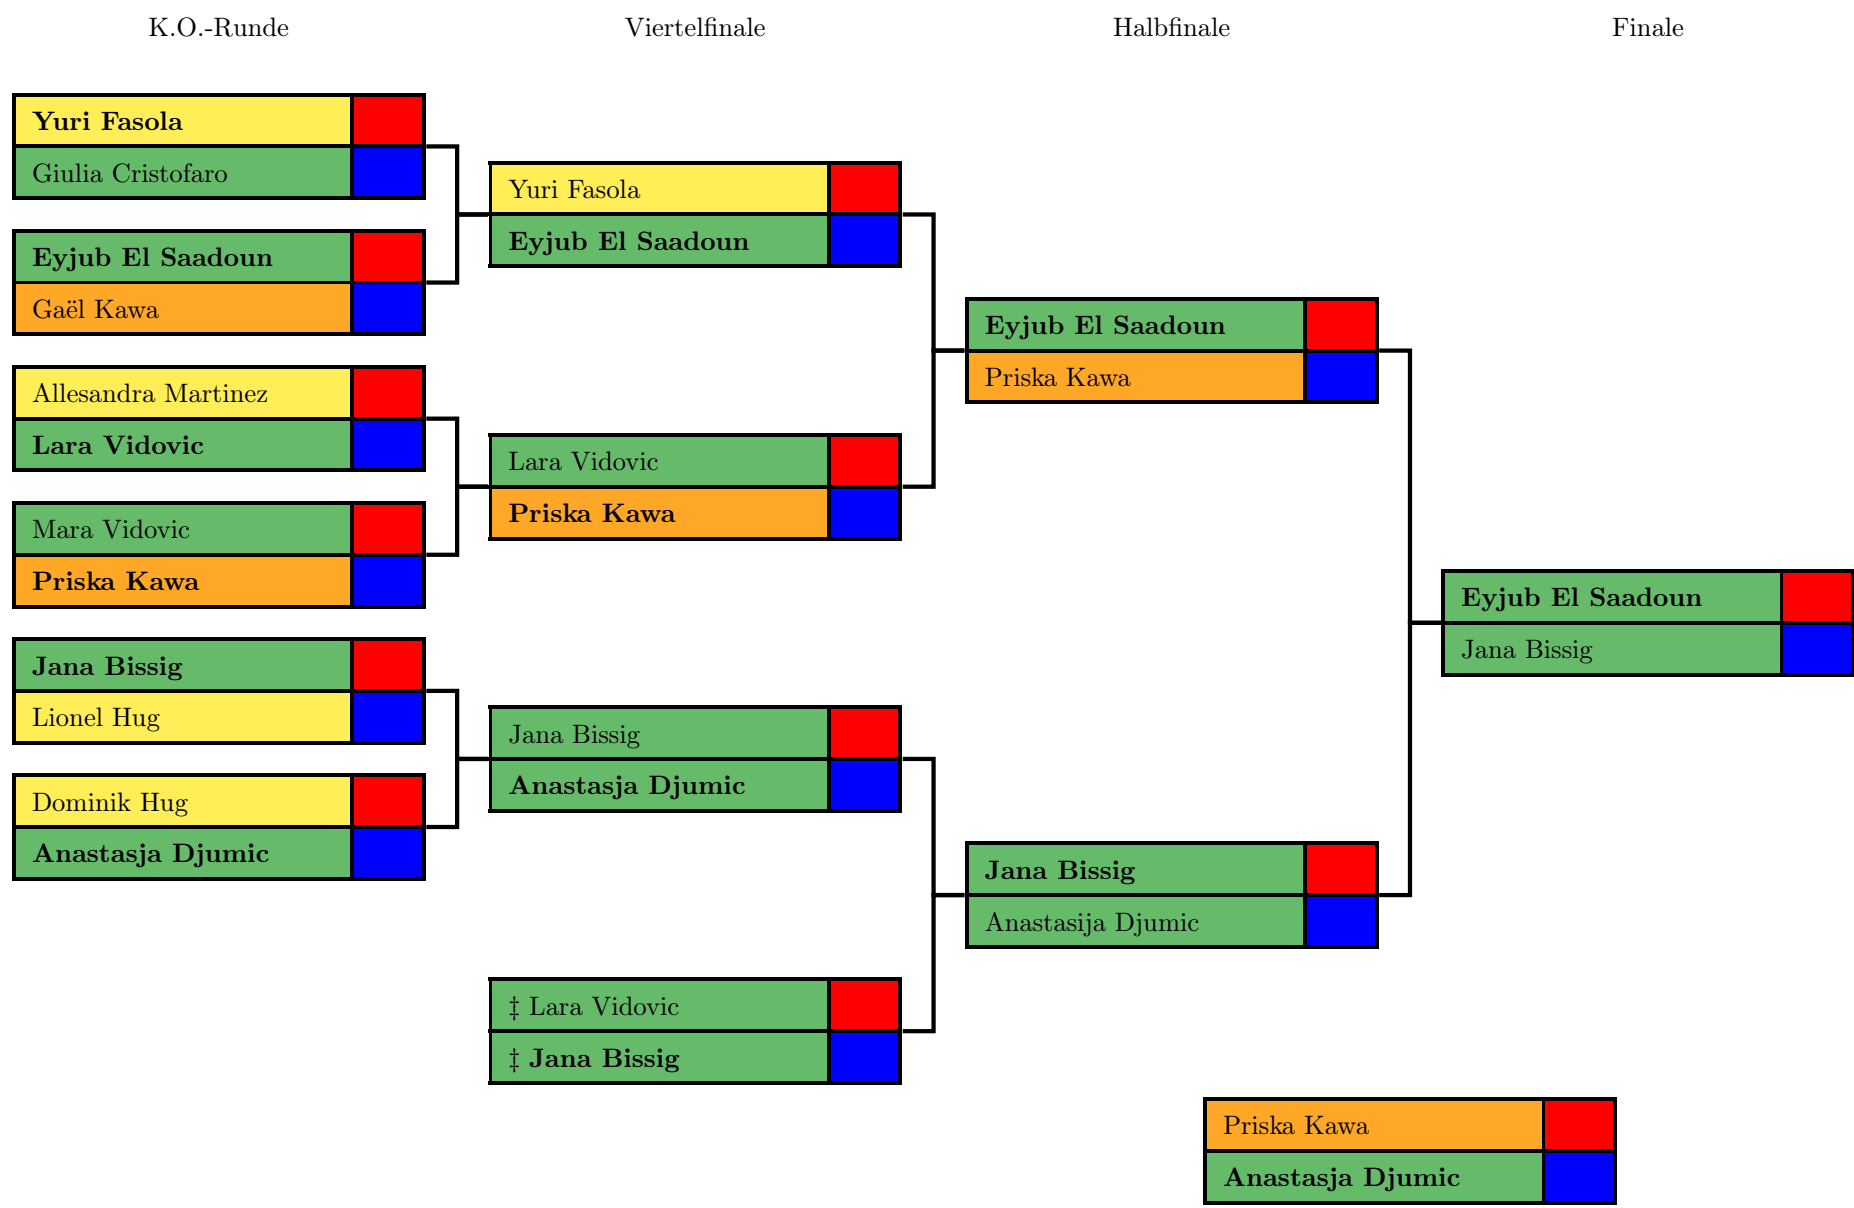 K.O.-Runde
Viertelfinale
Halbfinale
Finale
Yuri Fasola
Giulia Cristofaro
Eyjub El Saadoun
Gaël Kawa
Allesandra Martinez
Lara Vidovic
Mara Vidovic
Priska Kawa
Jana Bissig
Lionel Hug
Dominik Hug
Anastasja Djumic
Yuri Fasola
Eyjub El Saadoun
Lara Vidovic
Priska Kawa
Jana Bissig
Anastasja Djumic
‡ Lara Vidovic
‡ Jana Bissig
Eyjub El Saadoun
Priska Kawa
Jana Bissig
Anastasija Djumic
Eyjub El Saadoun
Jana Bissig
Priska Kawa
Anastasja Djumic